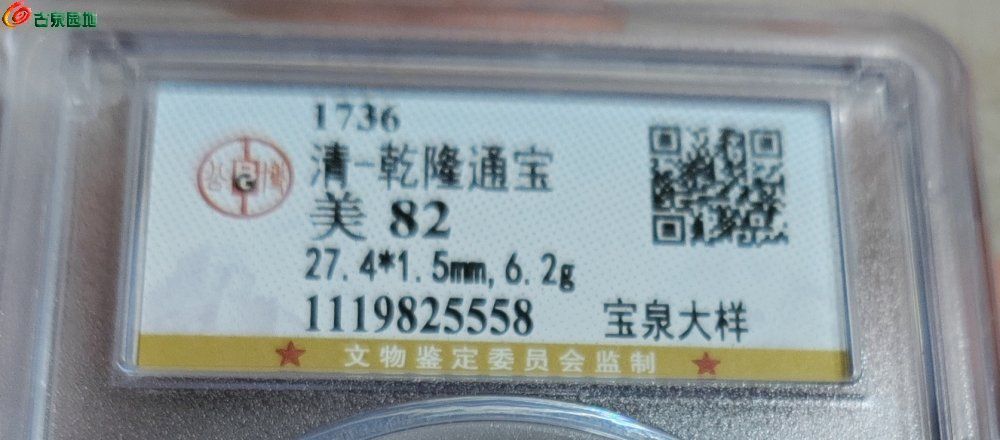 古泉园地
1736
清-乾隆通宝
美 82
27.4*1.5mm,6.2g
1119825558 宝泉大样
文物鉴定委员会监制